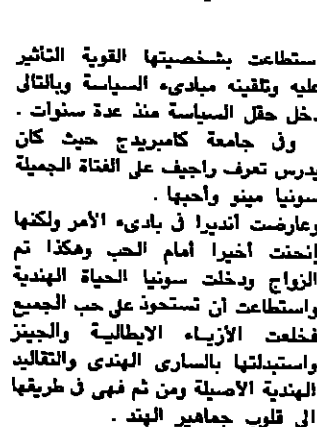 ستطاعت بشخصيتها القوية التأثير
عليه وتلقينه مبادىء السياسة وبالتالى
دخل حقل السياسة منذ عدة سنوات .
وفى جامعة كامبريدج حيث كان
يدرس تعرف راجيف على الفتاة الجميلة
سونيا مينو وأحبها .
وعارضت أنديرا فى بادىء الأمر ولكنها
إنحنت أخيرا أمام الحب وهكذا تم
الزواج ودخلت سونيا الحياة الهندية
واستطاعت أن تستحوذ على حب الجميع
فخلعت الأزياء الايطالية والجينز
واستبدلتها بالسارى الهندى والتقاليد
الهندية الأصيلة ومن ثم فهى فى طريقها
الى قلوب جماهير الهند .